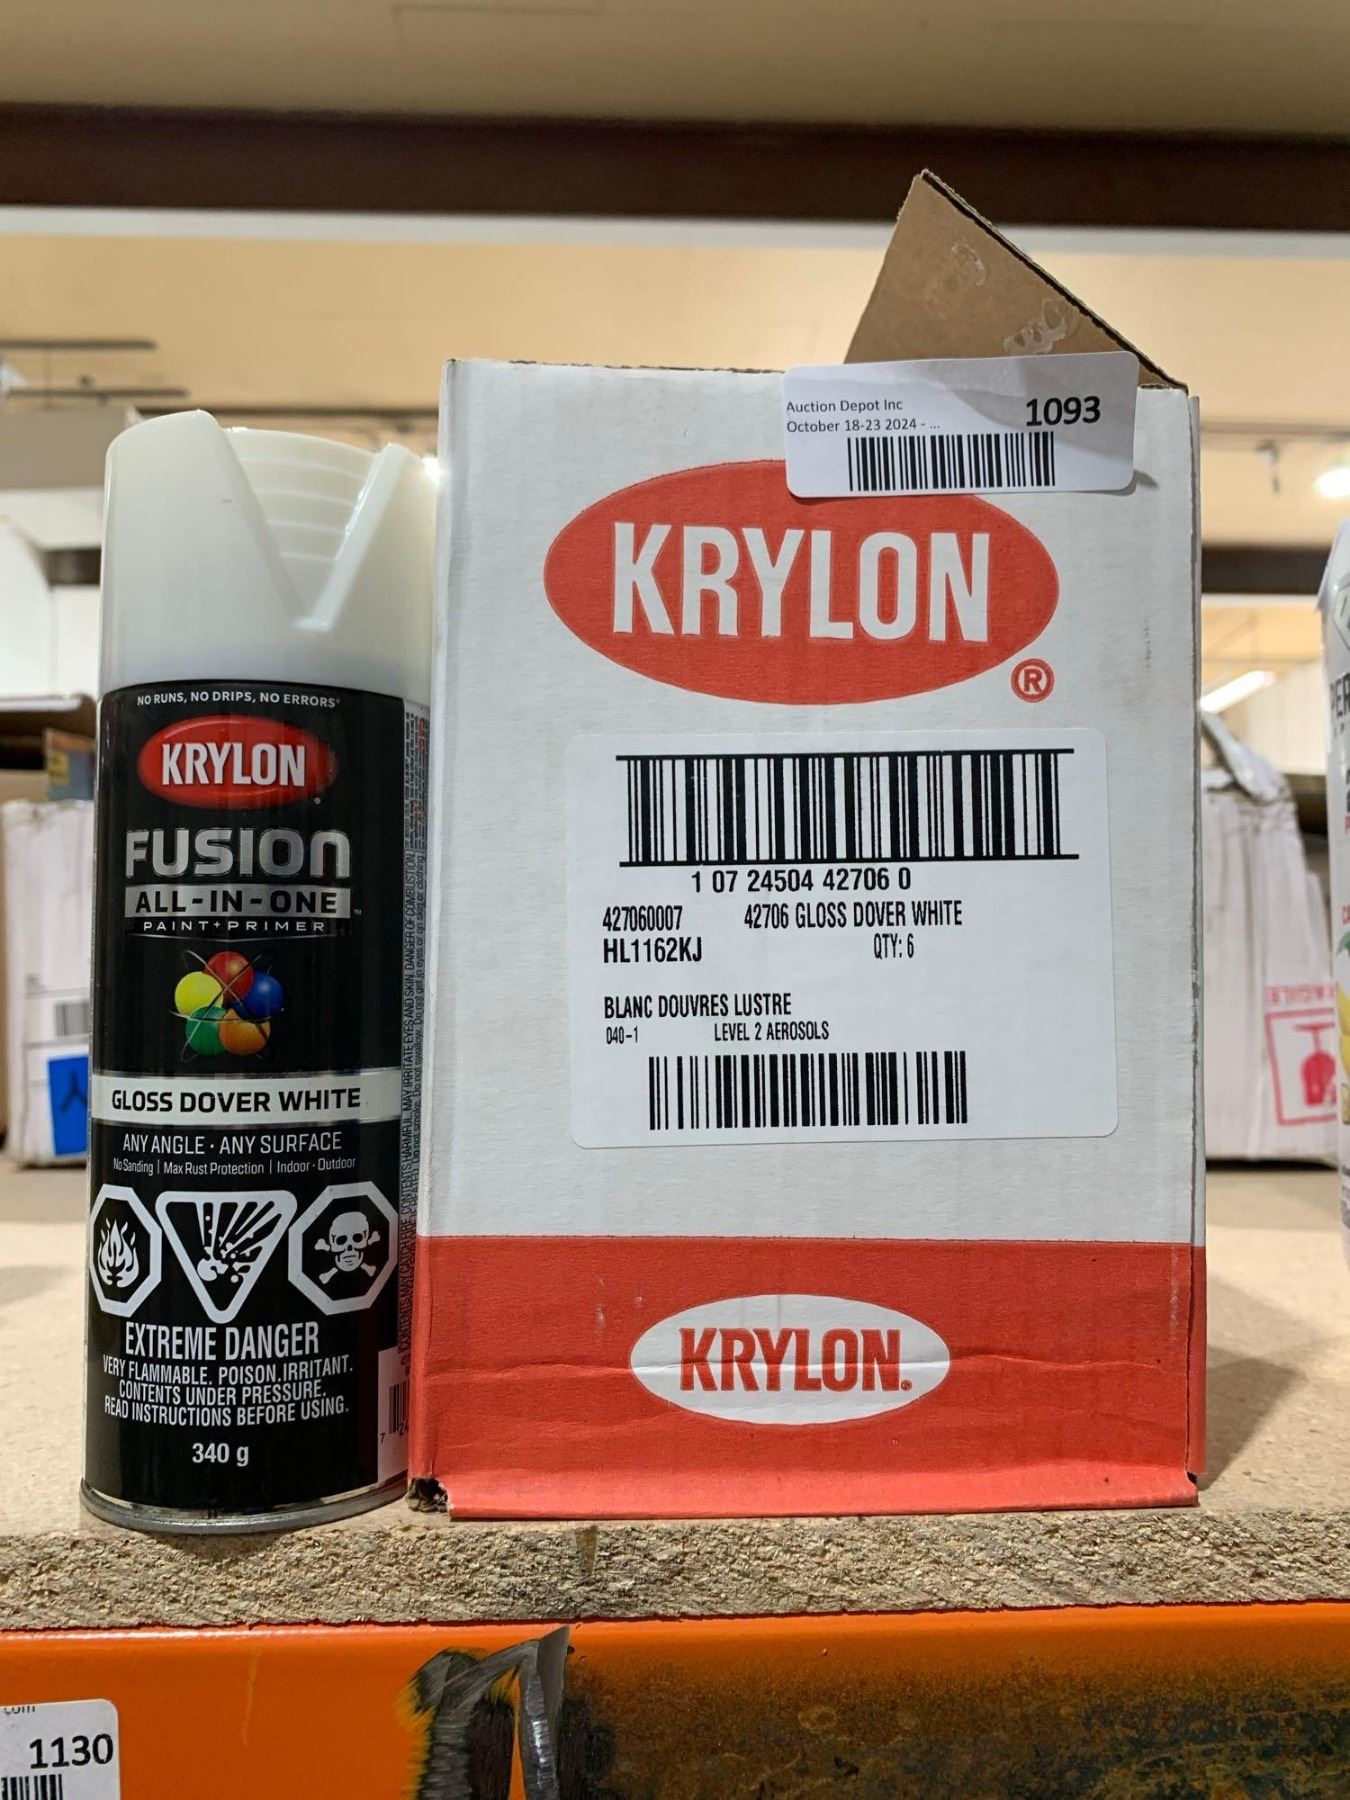 Auction Depot Inc
October 18-23 2024 - ...
1093
KRYLON
®
1 07 24504 42706 0
427060007 42706 GLOSS DOVER WHITE
HL1162KJ QTY: 6
BLANC DOUVRES LUSTRE
040-1 LEVEL 2 AEROSOLS
KRYLON.
NO RUNS, NO DRIPS, NO ERRORS
KRYLON
FUSION
ALL-IN-ONE™
PAINT+PRIMER
GLOSS DOVER WHITE
ANY ANGLE · ANY SURFACE
No Sanding | Max Rust Protection | Indoor · Outdoor
EXTREME DANGER
VERY FLAMMABLE. POISON. IRRITANT.
CONTENTS UNDER PRESSURE.
READ INSTRUCTIONS BEFORE USING.
340 g
1130